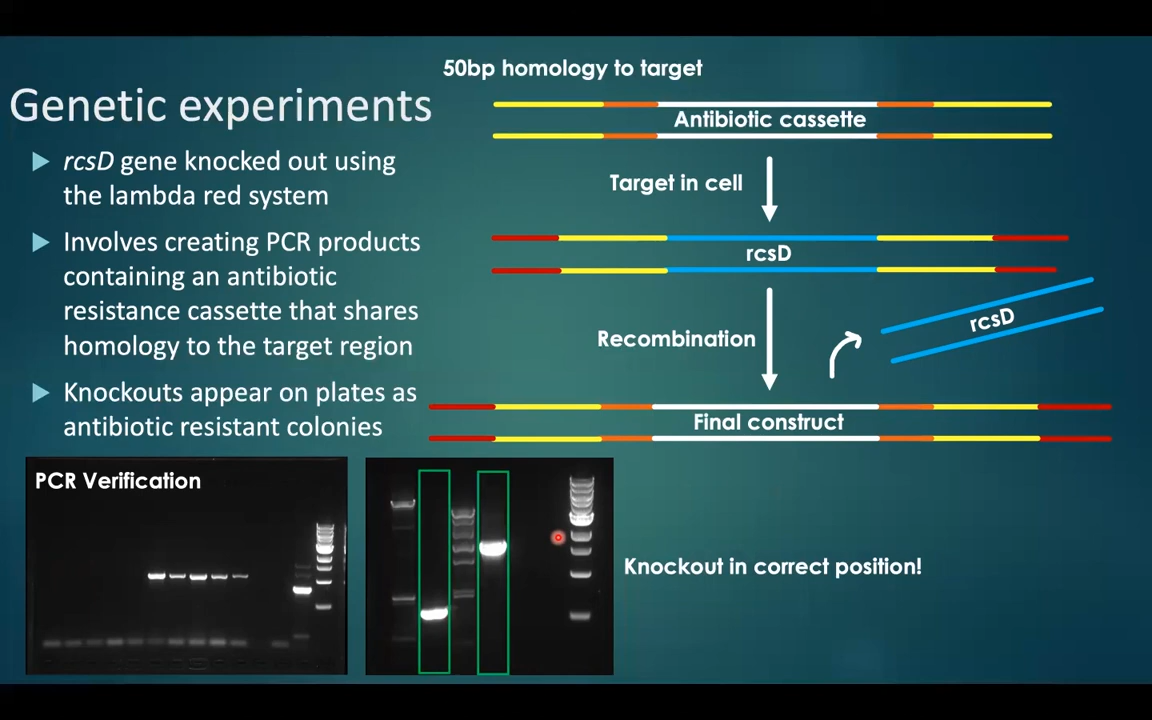 50bp homology to target
Genetic experiments
Antibiotic cassette
rcsD gene knocked out using
the lambda red system
Target in cell
Involves creating PCR products
containing an antibiotic
resistance cassette that shares
homology to the target region
rcsD
rcsD
Recombination
Knockouts appear on plates as
antibiotic resistant colonies
Final construct
PCR Verification
Knockout in correct position!